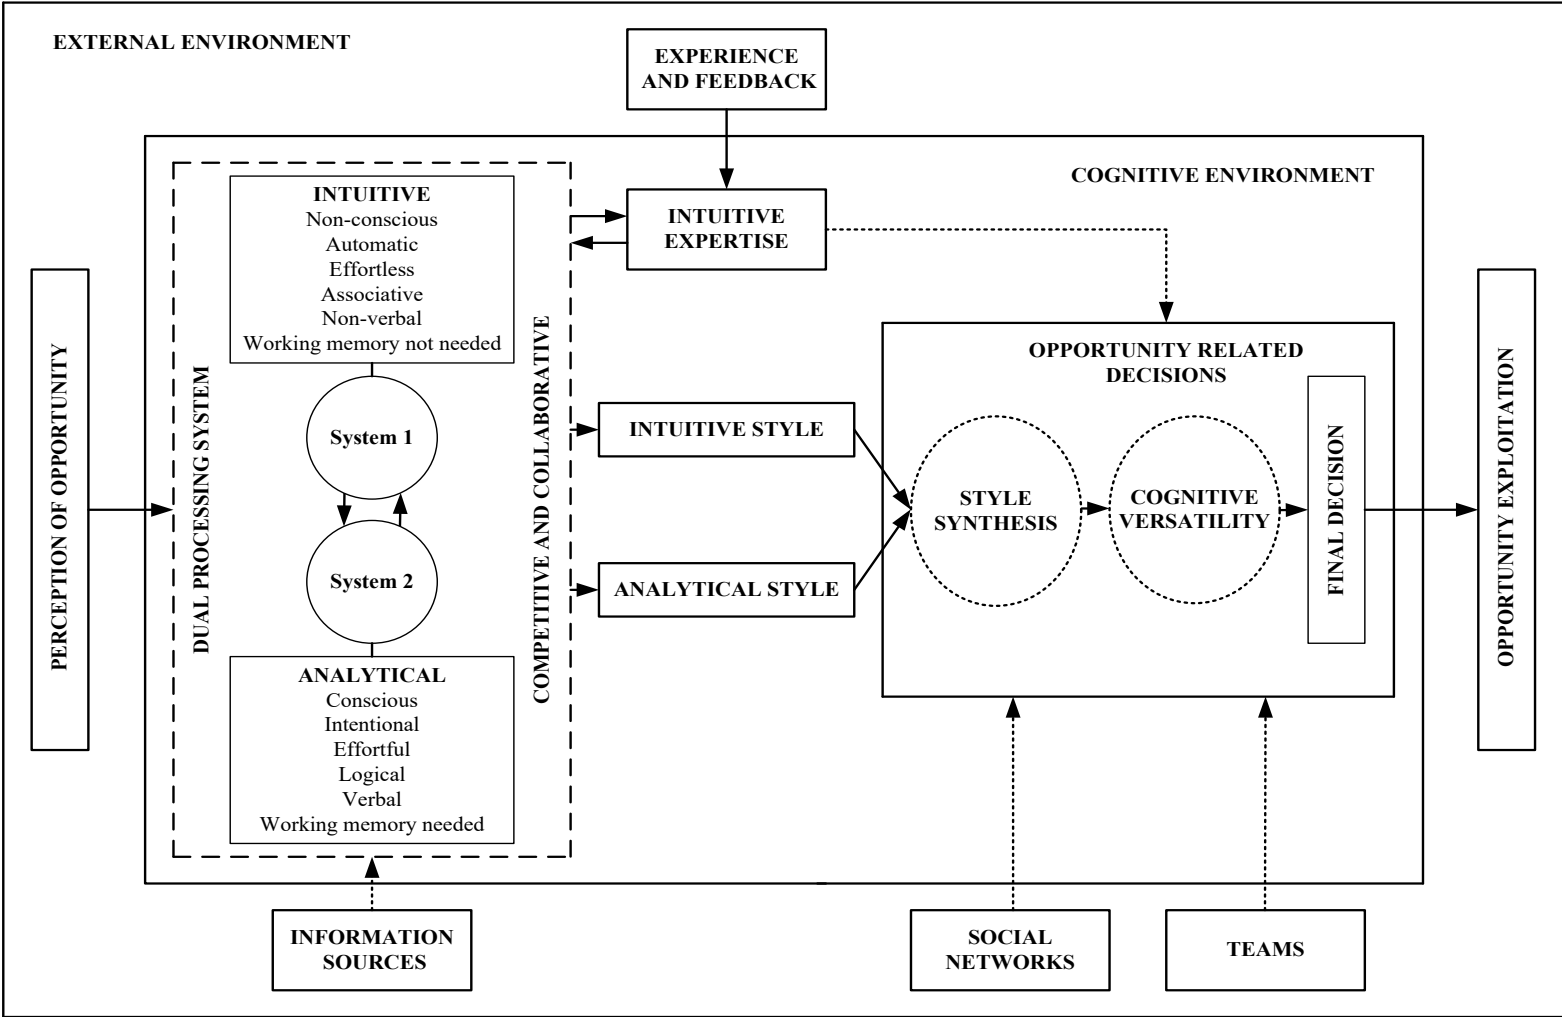 EXTERNAL ENVIRONMENT
EXPERIENCE
AND FEEDBACK
COGNITIVE ENVIRONMENT
PERCEPTION OF OPPORTUNITY
DUAL PROCESSING SYSTEM
INTUITIVE
Non-conscious
Automatic
Effortless
Associative
Non-verbal
Working memory not needed
System 1
System 2
ANALYTICAL
Conscious
Intentional
Effortful
Logical
Verbal
Working memory needed
COMPETITIVE AND COLLABORATIVE
INTUITIVE
EXPERTISE
INTUITIVE STYLE
ANALYTICAL STYLE
OPPORTUNITY RELATED
DECISIONS
STYLE
SYNTHESIS
COGNITIVE
VERSATILITY
FINAL DECISION
OPPORTUNITY EXPLOITATION
INFORMATION
SOURCES
SOCIAL
NETWORKS
TEAMS